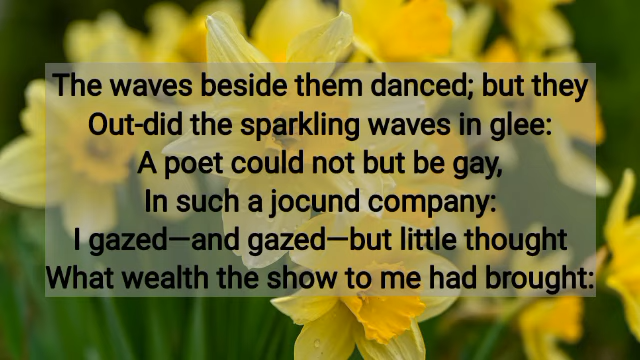 The waves beside them danced; but they
Out-did the sparkling waves in glee:
A poet could not but be gay,
In such a jocund company:
I gazed—and gazed—but little thought
What wealth the show to me had brought: